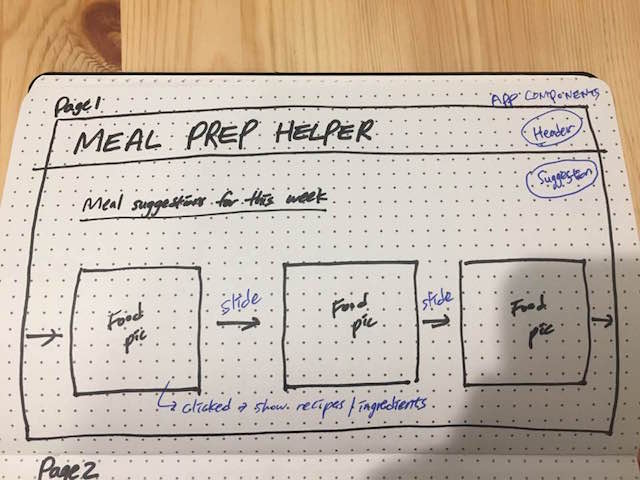 Page 1
APP COMPONENTS
MEAL PREP HELPER
Header
Suggestion
Meal suggestions for this week
Food pic
slide
Food pic
slide
Food pic
clicked → show recipes / ingredients
Page 2